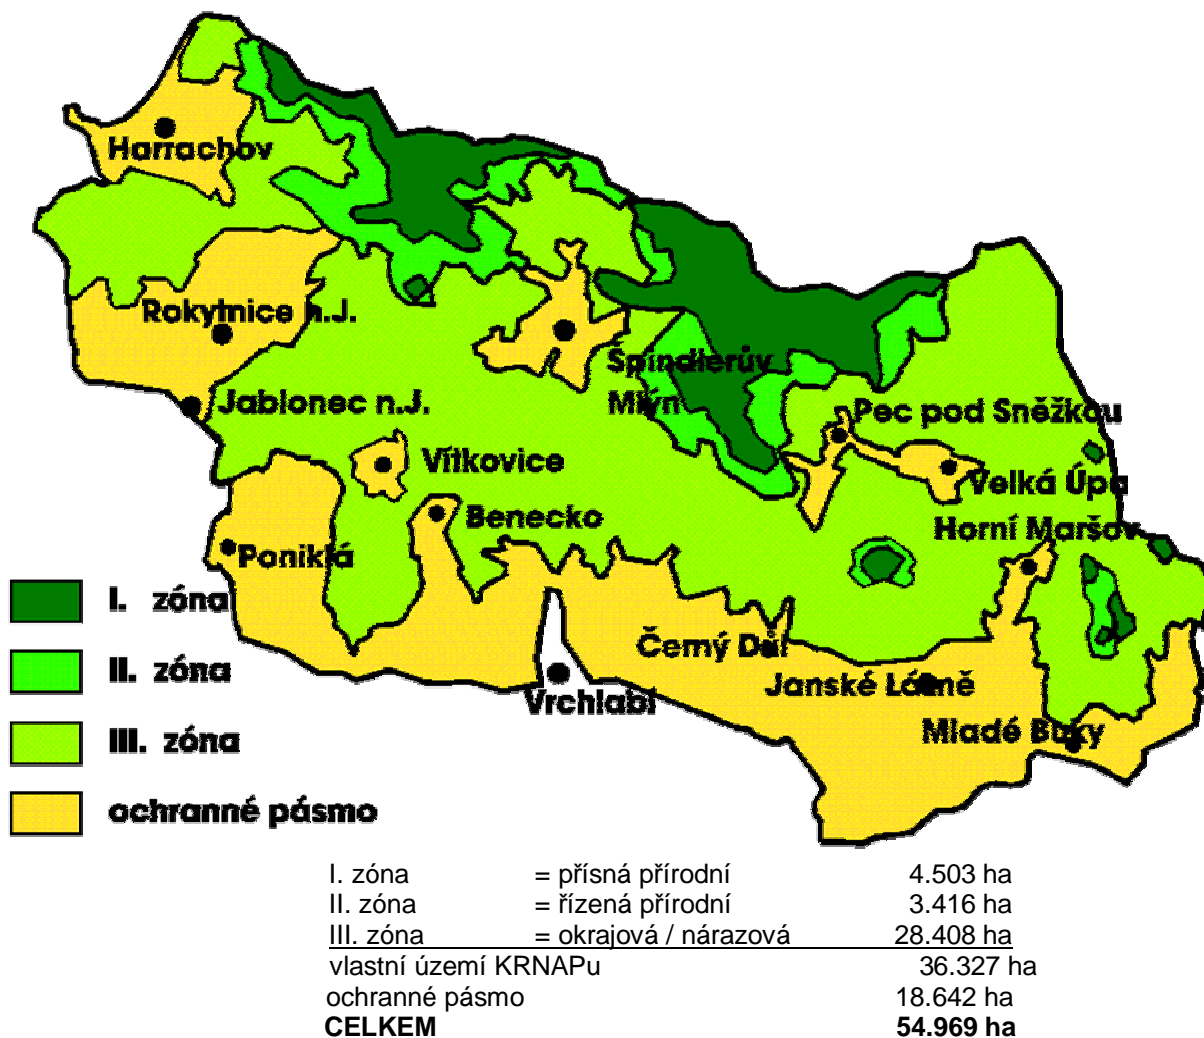 Harrachov
Rokytnice n.J.
Špindlerův
Mlýn
Jablonec n.J.
Pec pod Sněžkou
Vítkovice
Velká Úpa
Benecko
Horní Maršov
Poniklá
I. zóna
Černý Důl
II. zóna
Janské Lázně
Vrchlabí
Mladé Buky
III. zóna
ochranné pásmo
I. zóna = přísná přírodní 4.503 ha
II. zóna = řízená přírodní 3.416 ha
III. zóna = okrajová / nárazová 28.408 ha
vlastní území KRNAPu 36.327 ha
ochranné pásmo 18.642 ha
CELKEM 54.969 ha